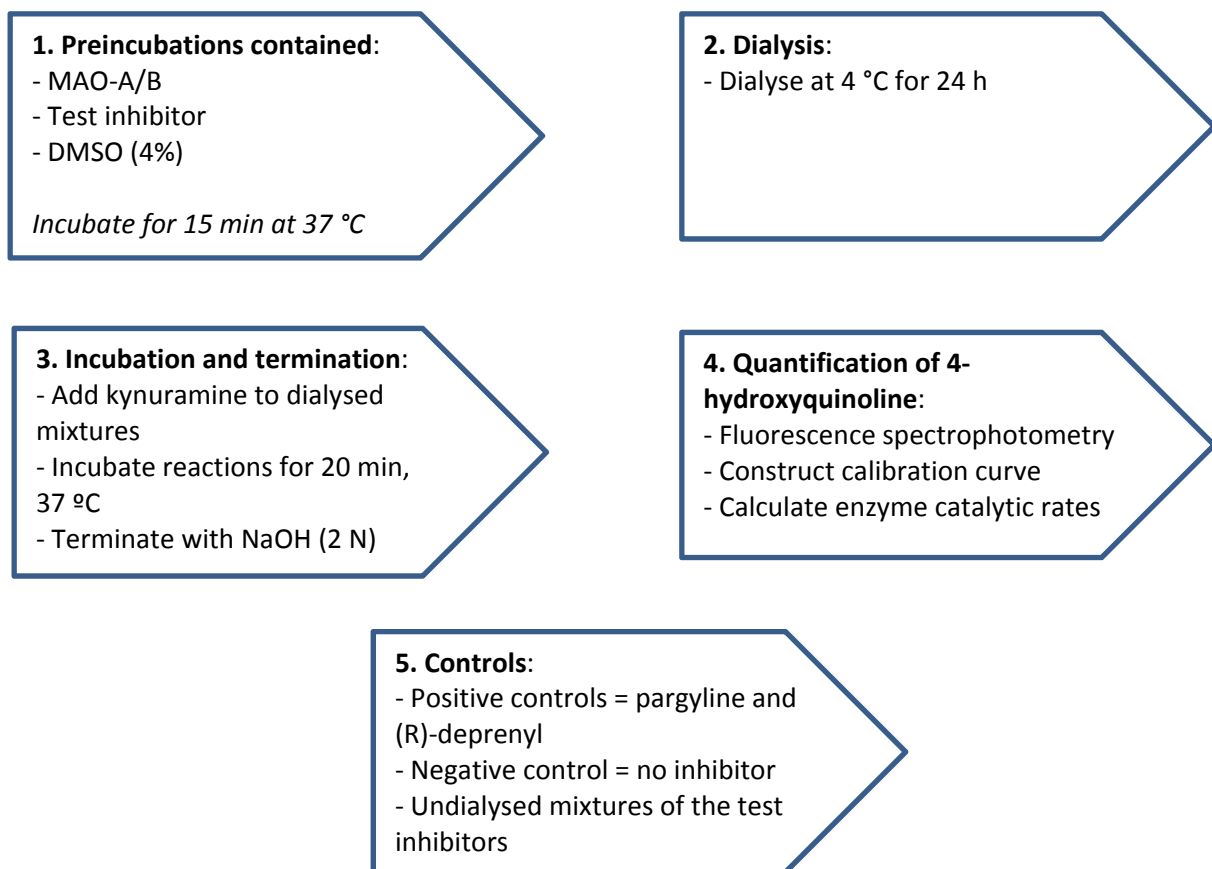 1. Preincubations contained:
- MAO-A/B
- Test inhibitor
- DMSO (4%)
Incubate for 15 min at 37 °C
2. Dialysis:
- Dialyse at 4 °C for 24 h
3. Incubation and termination:
- Add kynuramine to dialysed
mixtures
- Incubate reactions for 20 min,
37 ºC
- Terminate with NaOH (2 N)
4. Quantification of 4-
hydroxyquinoline:
- Fluorescence spectrophotometry
- Construct calibration curve
- Calculate enzyme catalytic rates
5. Controls:
- Positive controls = pargyline and
(R)-deprenyl
- Negative control = no inhibitor
- Undialysed mixtures of the test
inhibitors